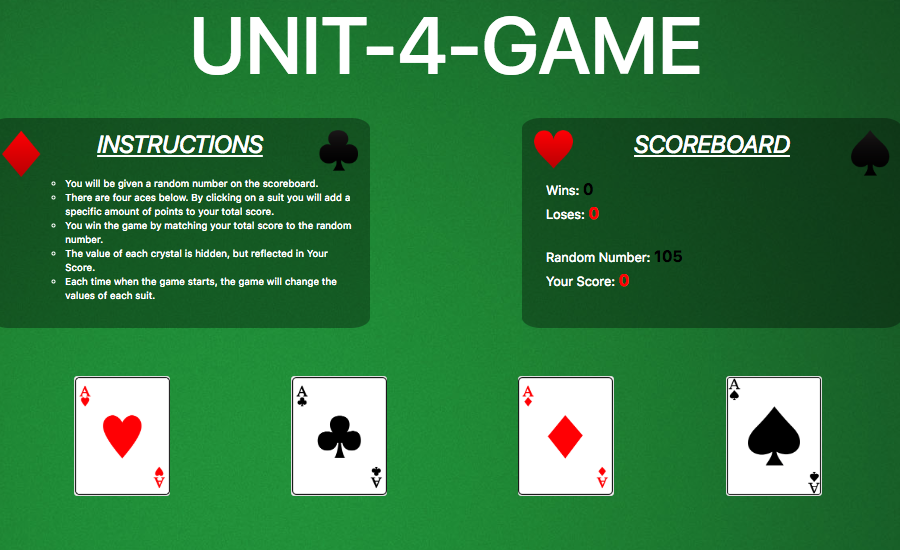 UNIT-4-GAME
INSTRUCTIONS
You will be given a random number on the scoreboard.
There are four aces below. By clicking on a suit you will add a
specific amount of points to your total score.
You win the game by matching your total score to the random
number.
The value of each crystal is hidden, but reflected in Your
Score.
Each time when the game starts, the game will change the
values of each suit.
SCOREBOARD
Wins: 0
Loses: 0
Random Number: 105
Your Score: 0
A
A
A
A
A
A
A
A